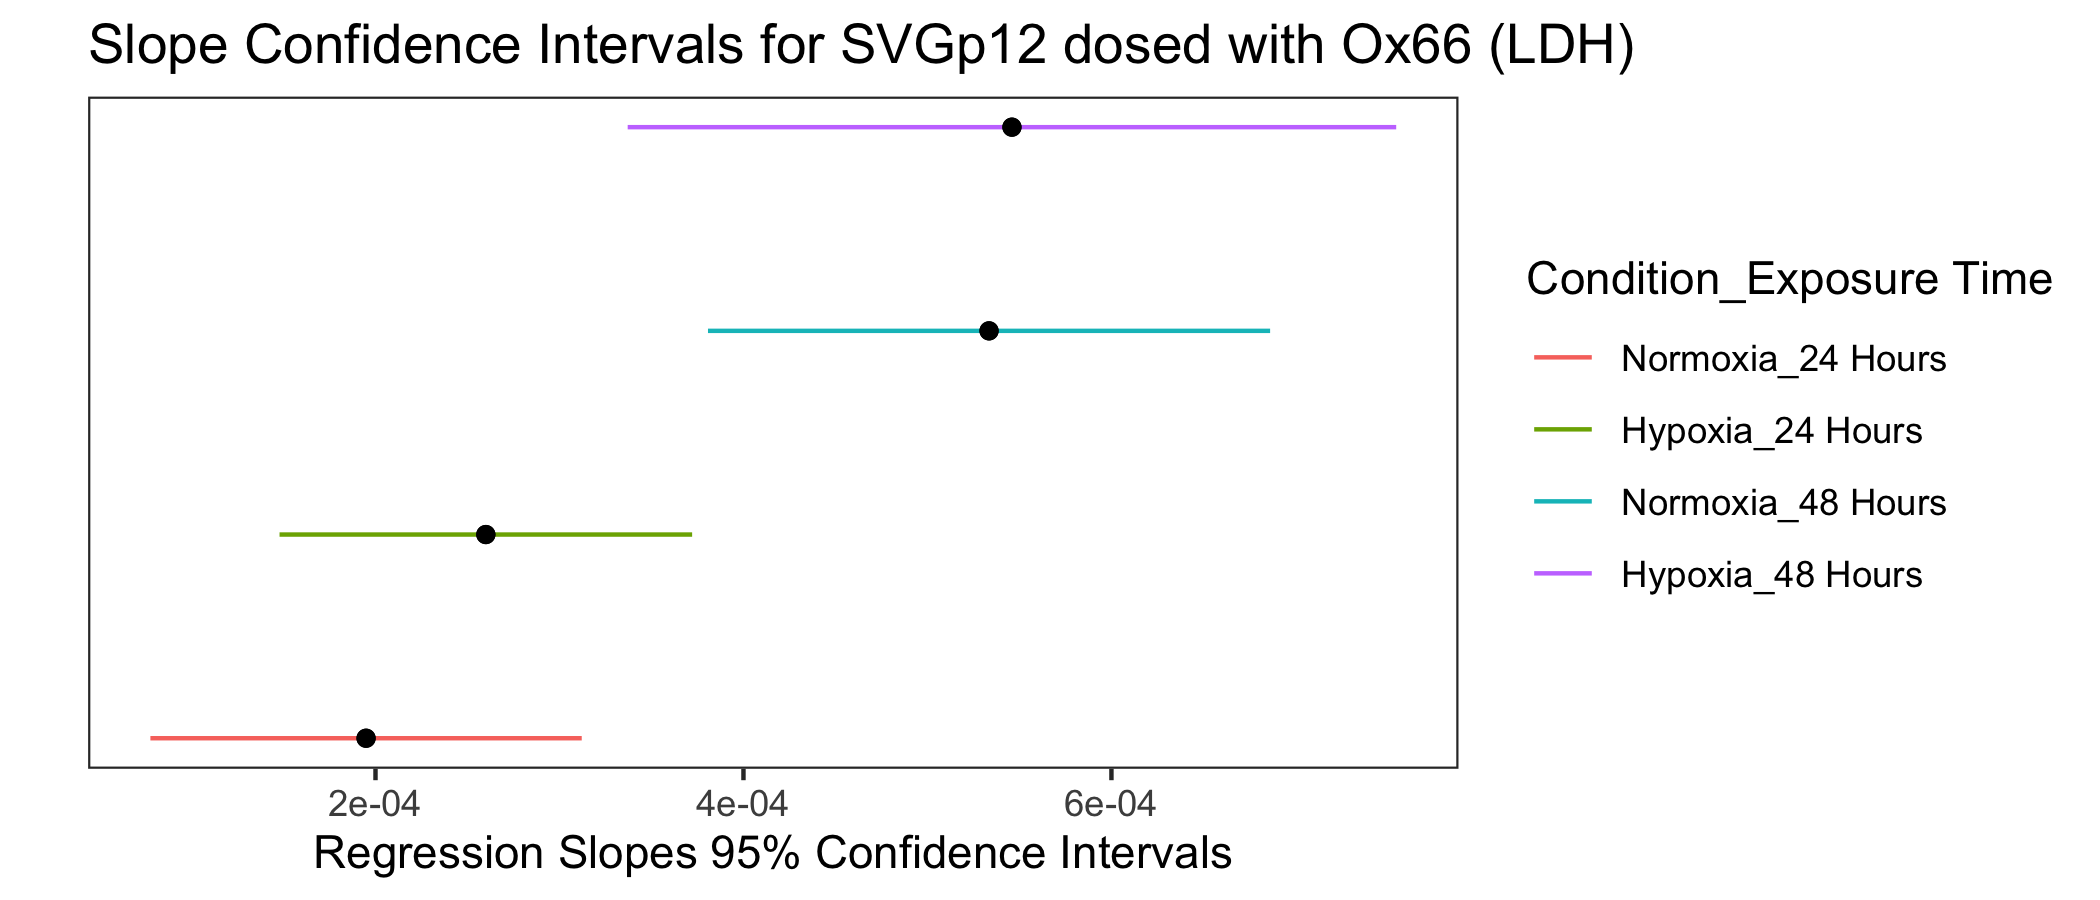 Slope Confidence Intervals for SVGp12 dosed with Ox66 (LDH)
Condition_Exposure Time
Normoxia_24 Hours
Hypoxia_24 Hours
Normoxia_48 Hours
Hypoxia_48 Hours
2e-04 4e-04 6e-04
Regression Slopes 95% Confidence Intervals